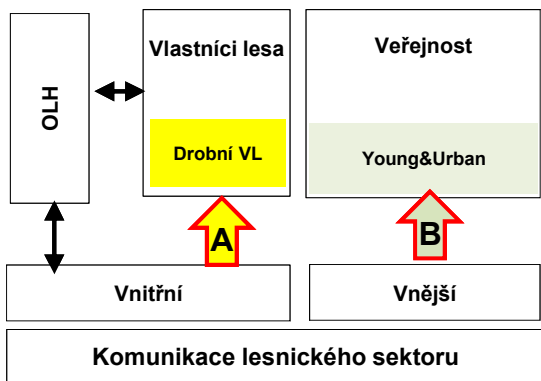 OLH
Vlastníci lesa
Veřejnost
Drobní VL
Young&Urban
A
B
Vnitřní
Vnější
Komunikace lesnického sektoru